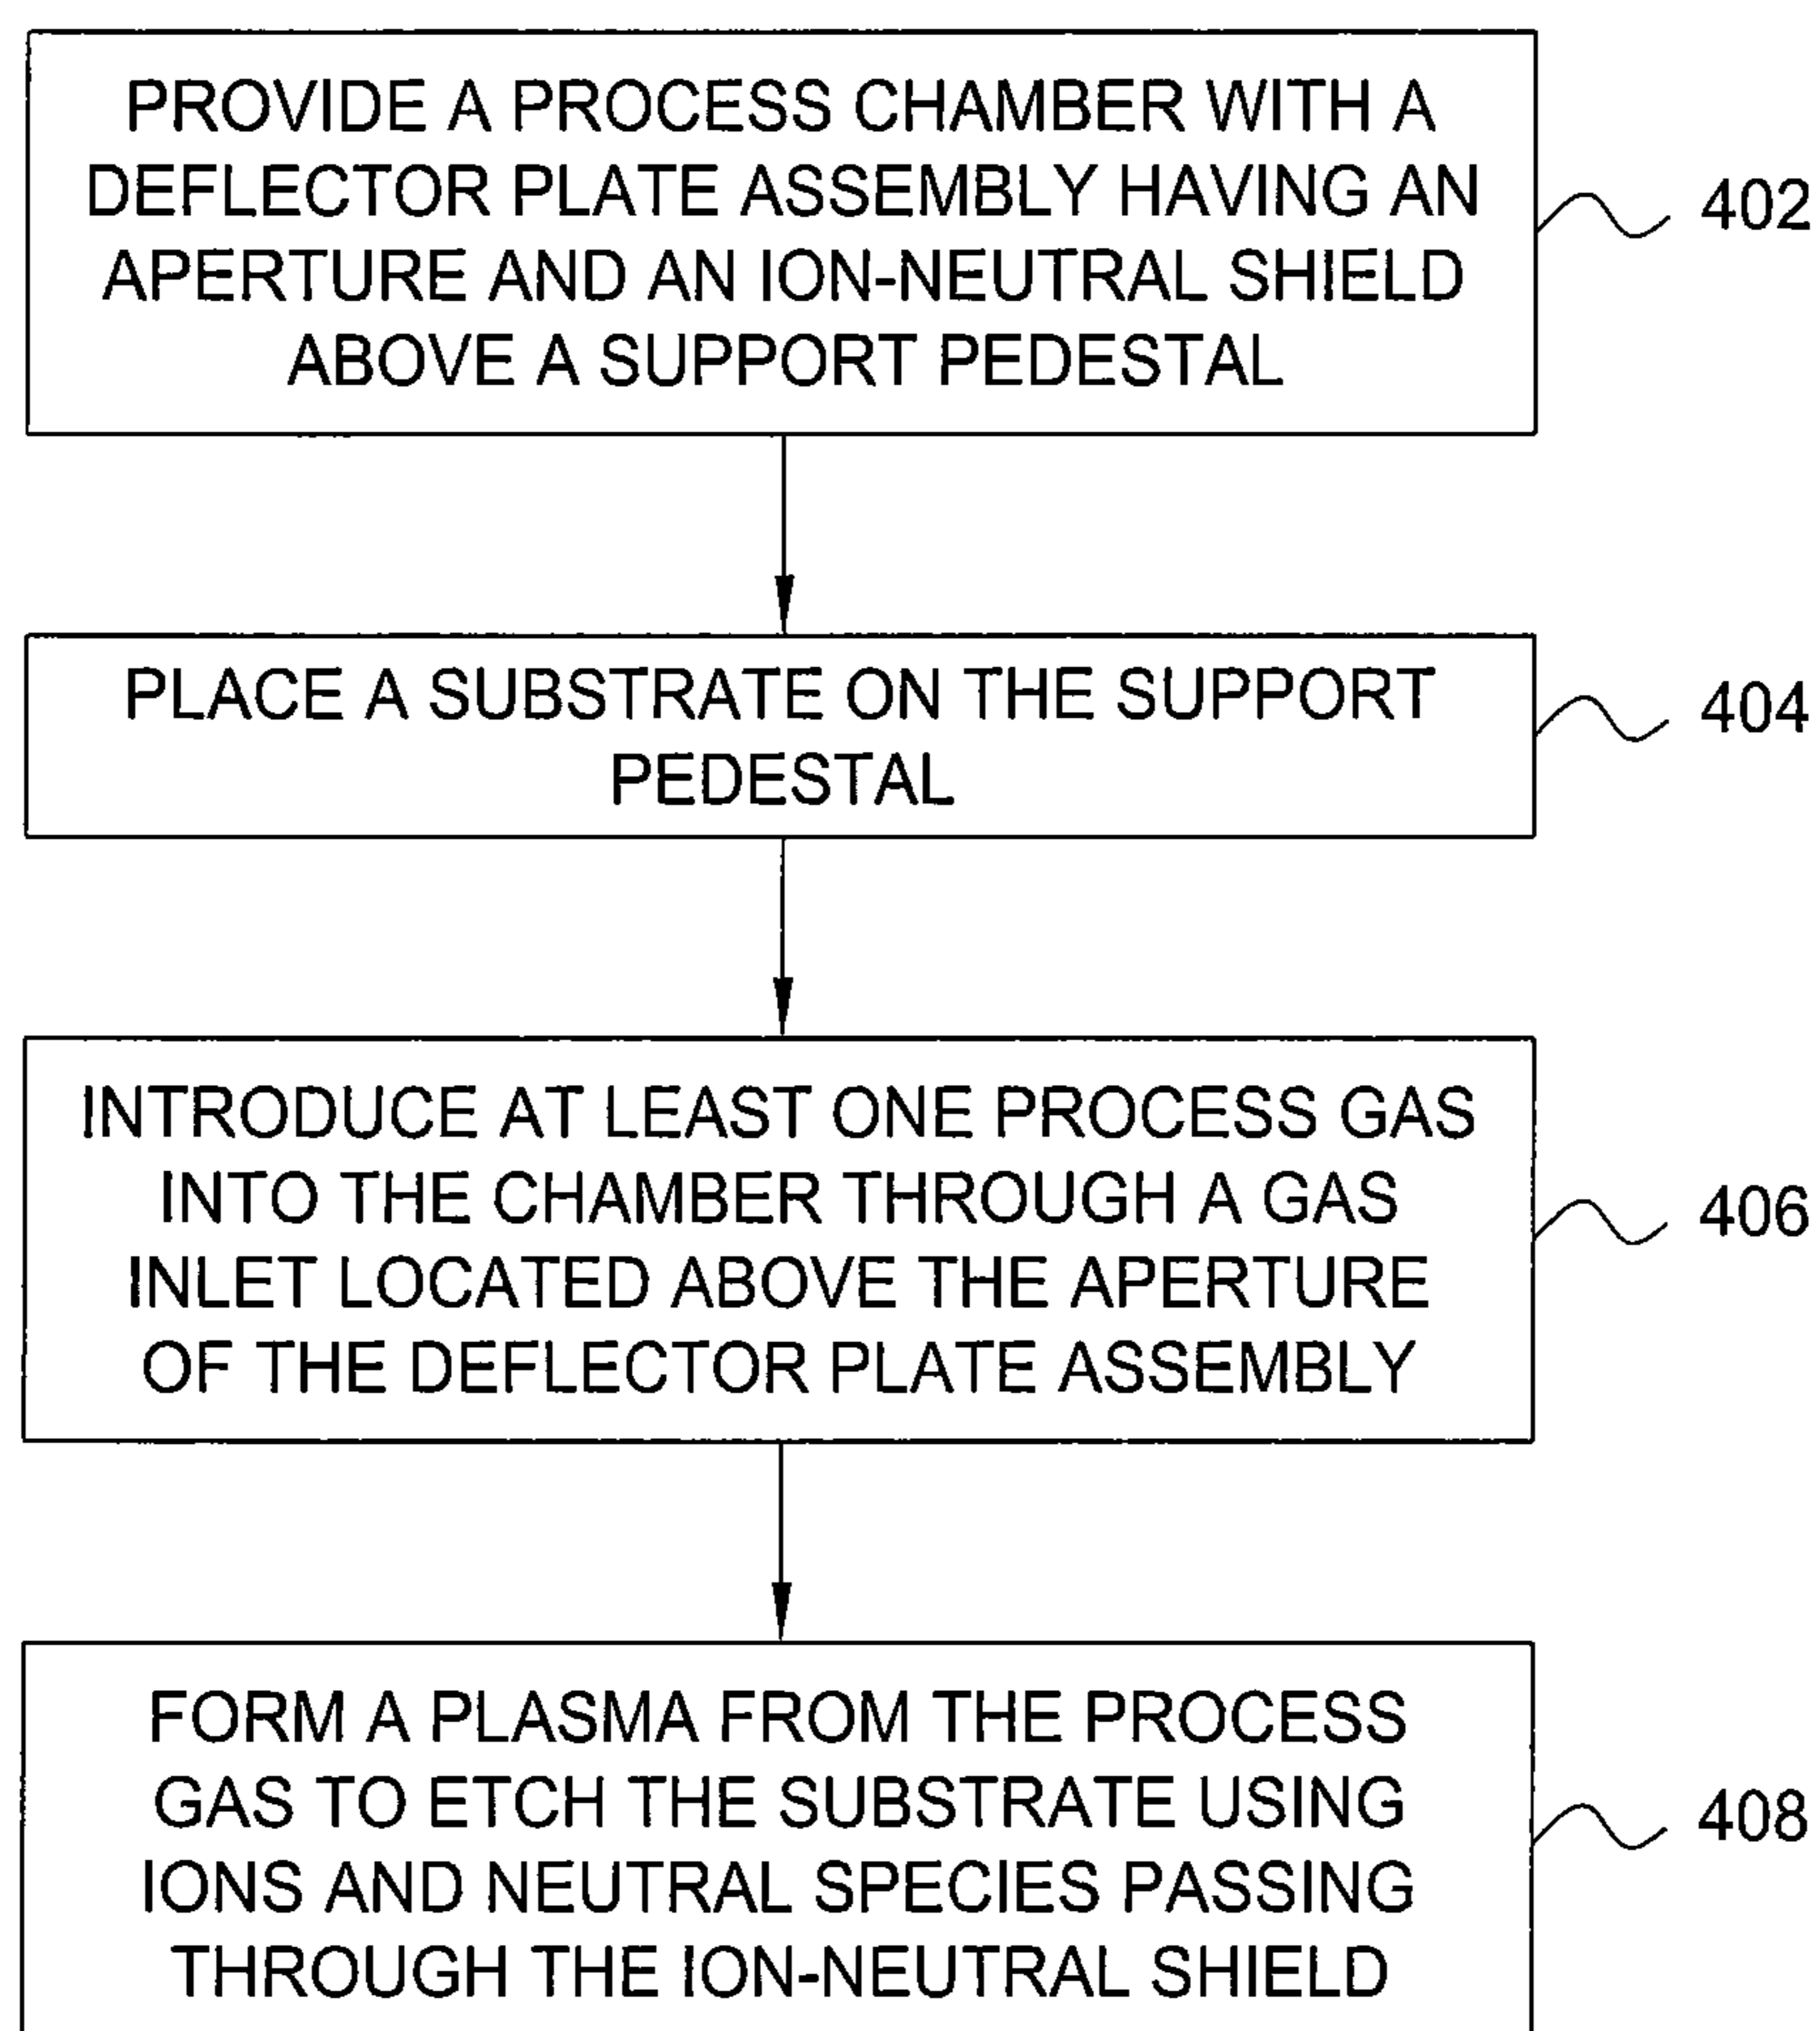 PROVIDE A PROCESS CHAMBER WITH A
DEFLECTOR PLATE ASSEMBLY HAVING AN
APERTURE AND AN ION-NEUTRAL SHIELD
ABOVE A SUPPORT PEDESTAL
402
PLACE A SUBSTRATE ON THE SUPPORT
PEDESTAL
404
INTRODUCE AT LEAST ONE PROCESS GAS
INTO THE CHAMBER THROUGH A GAS
INLET LOCATED ABOVE THE APERTURE
OF THE DEFLECTOR PLATE ASSEMBLY
406
FORM A PLASMA FROM THE PROCESS
GAS TO ETCH THE SUBSTRATE USING
IONS AND NEUTRAL SPECIES PASSING
THROUGH THE ION-NEUTRAL SHIELD
408